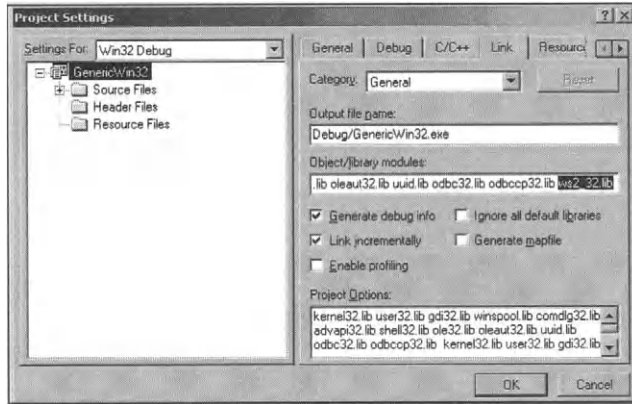 Project Settings
Settings For: Win32 Debug
GenericWin32
Source Files
Header Files
Resource Files
General Debug C/C++ Link Resourc
Category: General Reset
Output file name:
Debug/GenericWin32.exe
Object/library modules:
.lib oleaut32.lib uuid.lib odbc32.lib odbccp32.lib ws2_32.lib
Generate debug info Ignore all default libraries
Link incrementally Generate mapfile
Enable profiling
Project Options:
kernel32.lib user32.lib gdi32.lib winspool.lib comdlg32.lib
advapi32.lib shell32.lib ole32.lib oleaut32.lib uuid.lib
odbc32.lib odbccp32.lib kernel32.lib user32.lib gdi32.lib
OK Cancel